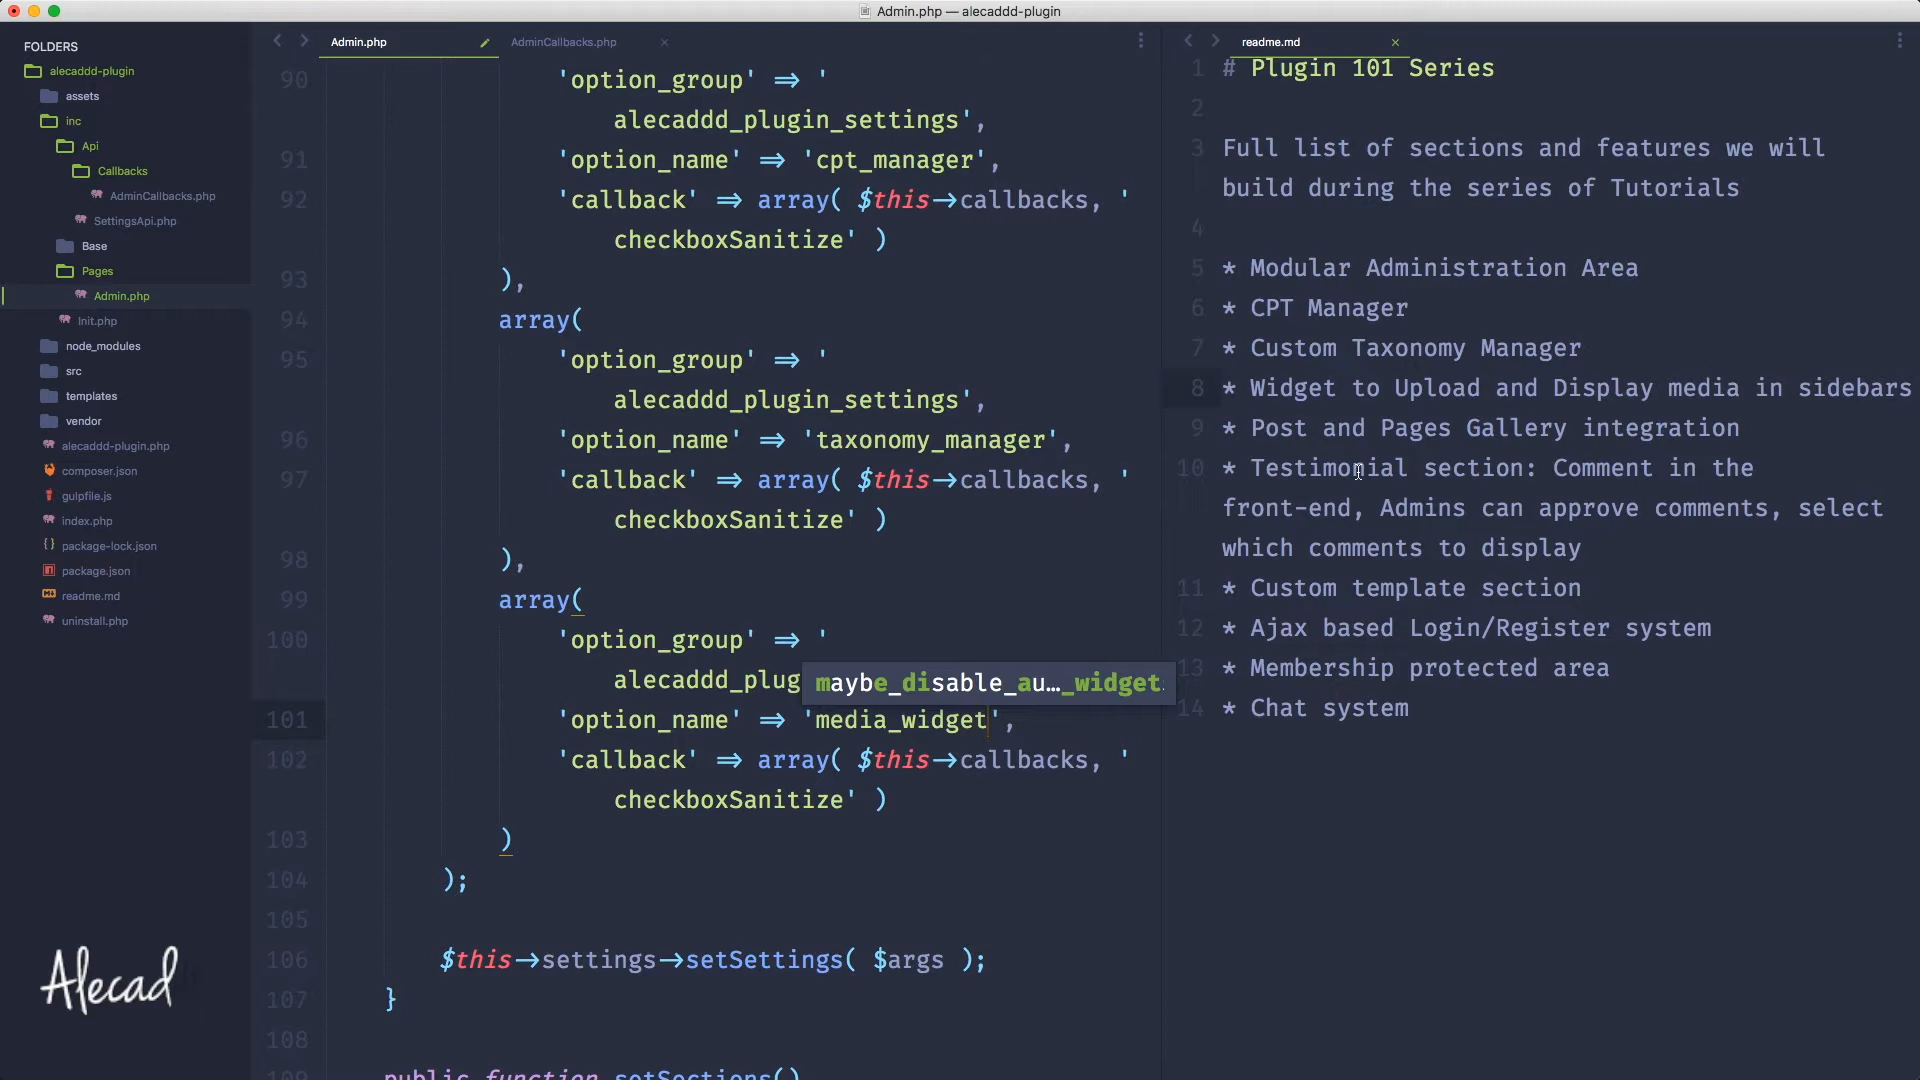 Admin.php — alecaddd-plugin
FOLDERS
alecaddd-plugin
assets
inc
Api
Callbacks
AdminCallbacks.php
SettingsApi.php
Base
Pages
Admin.php
Init.php
node_modules
src
templates
vendor
alecaddd-plugin.php
composer.json
gulpfile.js
index.php
package-lock.json
package.json
readme.md
uninstall.php
Alecad
Admin.php AdminCallbacks.php
90 'option_group' => '
alecaddd_plugin_settings',
91 'option_name' => 'cpt_manager',
92 'callback' => array( $this->callbacks, '
checkboxSanitize' )
93 ),
94 array(
95 'option_group' => '
alecaddd_plugin_settings',
96 'option_name' => 'taxonomy_manager',
97 'callback' => array( $this->callbacks, '
checkboxSanitize' )
98 ),
99 array(
100 'option_group' => '
alecaddd_plug
maybe_disable_au…_widget
101 'option_name' => 'media_widget',
102 'callback' => array( $this->callbacks, '
checkboxSanitize' )
103 )
104 );
105
106 $this->settings->setSettings( $args );
107 }
108
109 public function setSections()
readme.md
1 # Plugin 101 Series
2
3 Full list of sections and features we will
build during the series of Tutorials
4
5 * Modular Administration Area
6 * CPT Manager
7 * Custom Taxonomy Manager
8 * Widget to Upload and Display media in sidebars
9 * Post and Pages Gallery integration
10 * Testimonial section: Comment in the
front-end, Admins can approve comments, select
which comments to display
11 * Custom template section
12 * Ajax based Login/Register system
13 * Membership protected area
14 * Chat system